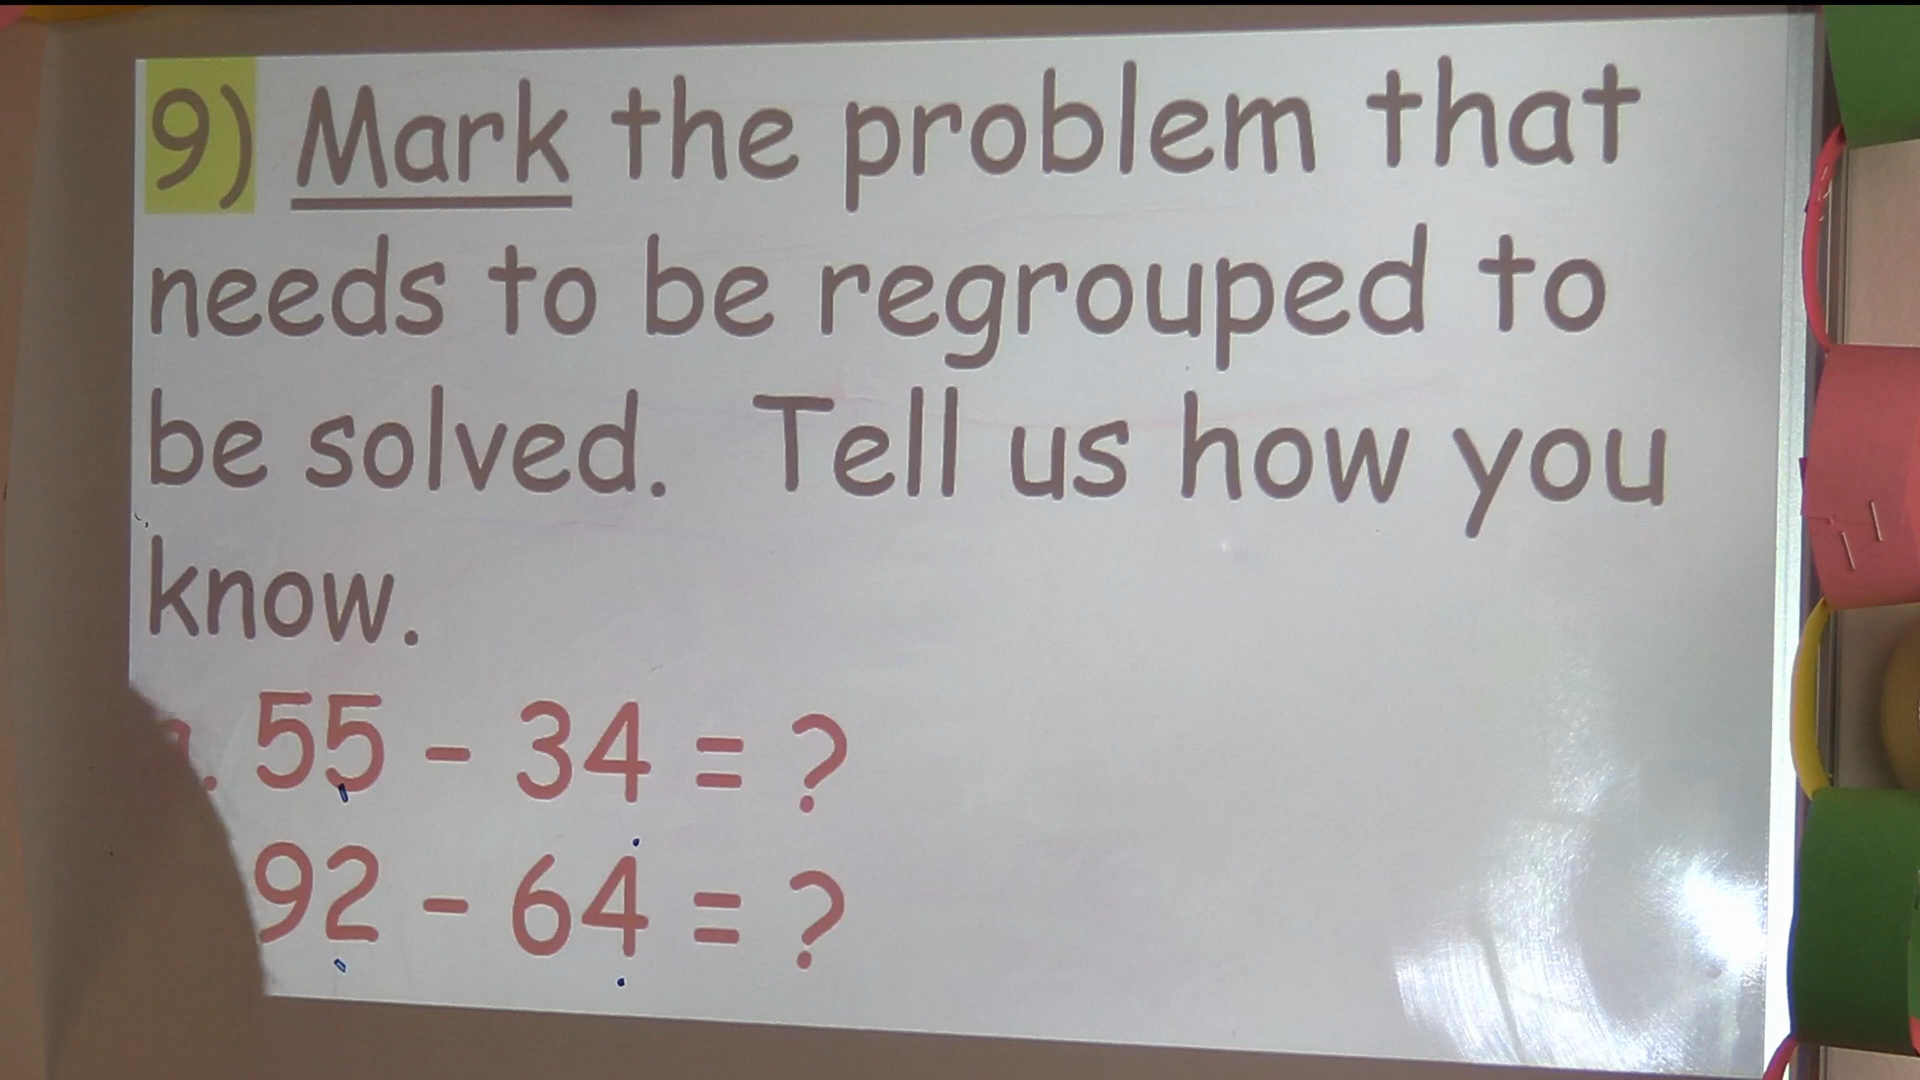 9) Mark the problem that
needs to be regrouped to
be solved. Tell us how you
know.
55 - 34 = ?
92 - 64 = ?